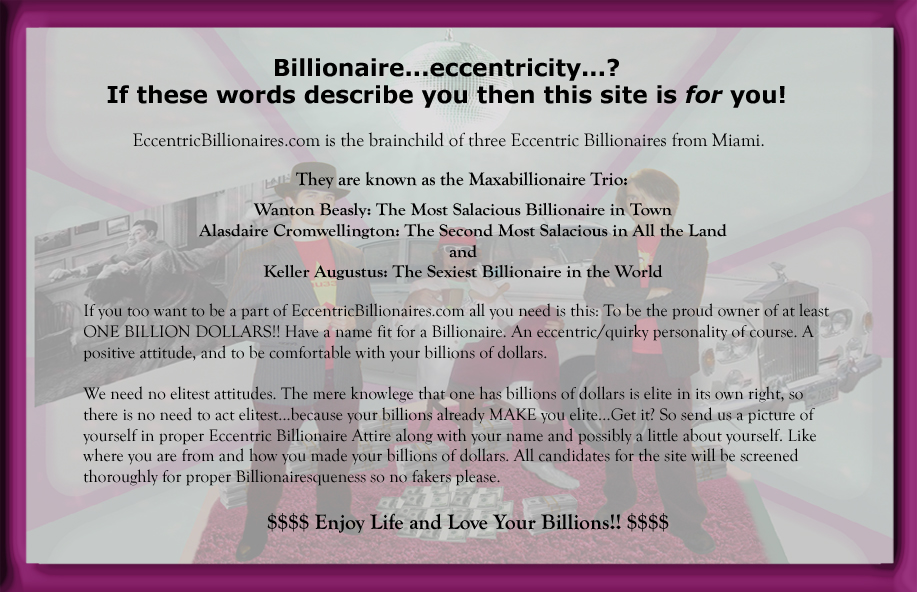 Billionaire...eccentricity...?
If these words describe you then this site is for you!
EccentricBillionaires.com is the brainchild of three Eccentric Billionaires from Miami.
They are known as the Maxabillionaire Trio:
Wanton Beasly: The Most Salacious Billionaire in Town
Alasdaire Cromwellington: The Second Most Salacious in All the Land
and
Keller Augustus: The Sexiest Billionaire in the World
If you too want to be a part of EccentricBillionaires.com all you need is this: To be the proud owner of at least
ONE BILLION DOLLARS!! Have a name fit for a Billionaire. An eccentric/quirky personality of course. A
positive attitude, and to be comfortable with your billions of dollars.
We need no elitest attitudes. The mere knowlege that one has billions of dollars is elite in its own right, so
there is no need to act elitest...because your billions already MAKE you elite...Get it? So send us a picture of
yourself in proper Eccentric Billionaire Attire along with your name and possibly a little about yourself. Like
where you are from and how you made your billions of dollars. All candidates for the site will be screened
thoroughly for proper Billionairesqueness so no fakers please.
$$$$ Enjoy Life and Love Your Billions!! $$$$